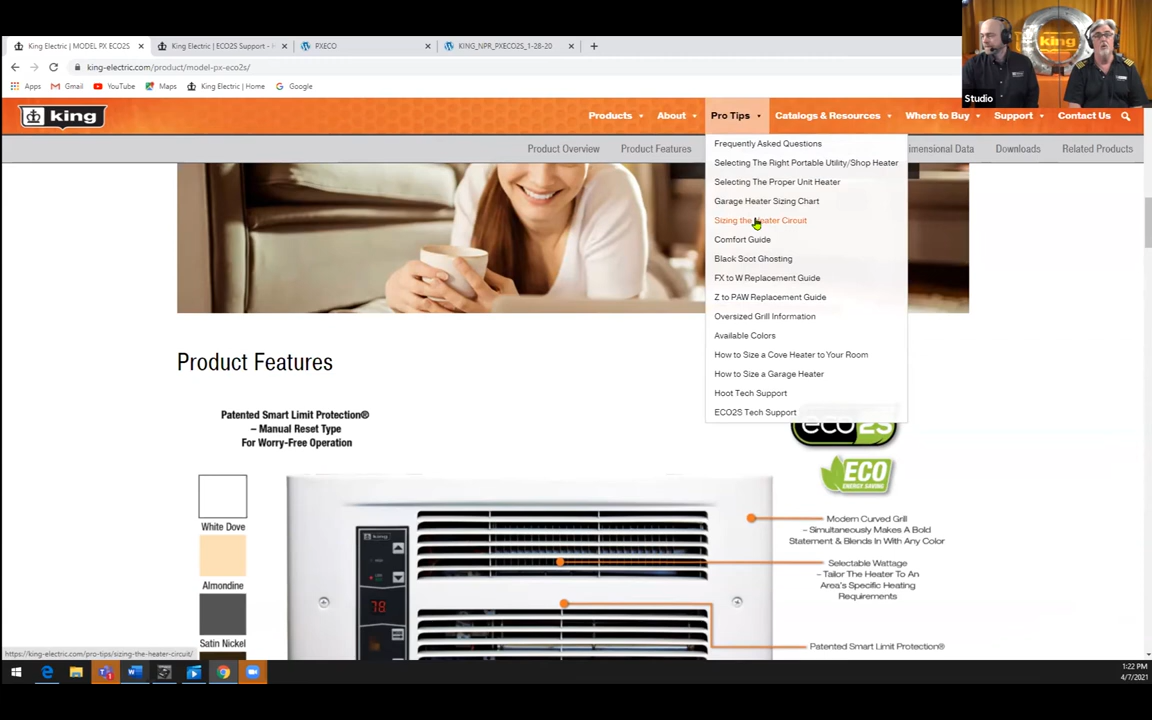 King Electric | MODEL PX ECO2S
King Electric | ECO2S Support -
PXECO
KING_NPR_PXECO2S_1-28-20
king-electric.com/product/model-px-eco2s/
Apps
Gmail
YouTube
Maps
King Electric | Home
Google
king
Studio
king
Products
About
Pro Tips
Catalogs & Resources
Where to Buy
Support
Contact Us
Product Overview
Product Features
imensional Data
Downloads
Related Products
Frequently Asked Questions
Selecting The Right Portable Utility/Shop Heater
Selecting The Proper Unit Heater
Garage Heater Sizing Chart
Sizing the Heater Circuit
Comfort Guide
Black Soot Ghosting
FX to W Replacement Guide
Z to PAW Replacement Guide
Oversized Grill Information
Available Colors
How to Size a Cove Heater to Your Room
How to Size a Garage Heater
Hoot Tech Support
ECO2S Tech Support
Product Features
Patented Smart Limit Protection®
– Manual Reset Type
For Worry-Free Operation
eco2S
ECO
ENERGY SAVING
White Dove
Almondine
Satin Nickel
king
78
Modern Curved Grill
– Simultaneously Makes A Bold
Statement & Blends In With Any Color
Selectable Wattage
– Tailor The Heater To An
Area's Specific Heating
Requirements
Patented Smart Limit Protection®
https://king-electric.com/pro-tips/sizing-the-heater-circuit/
1:22 PM
4/7/2021